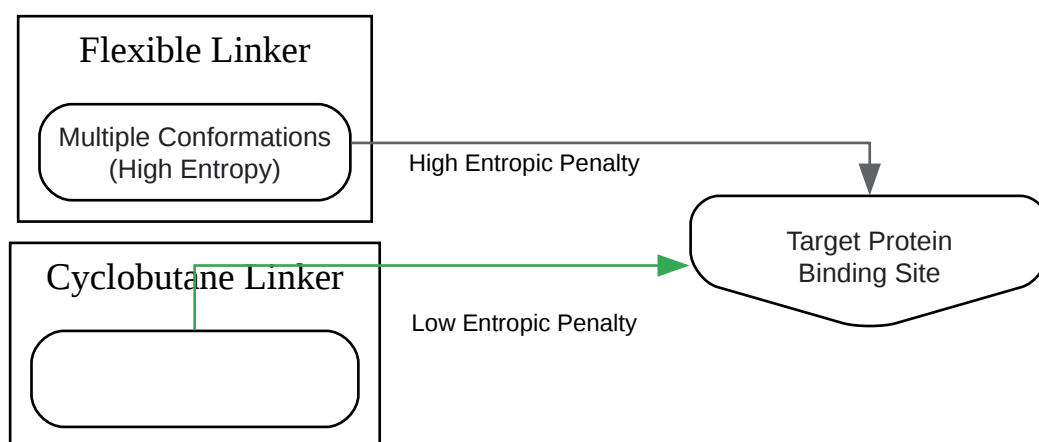 Flexible Linker
Multiple Conformations
(High Entropy)
High Entropic Penalty
Target Protein
Binding Site
Cyclobutane Linker
Low Entropic Penalty